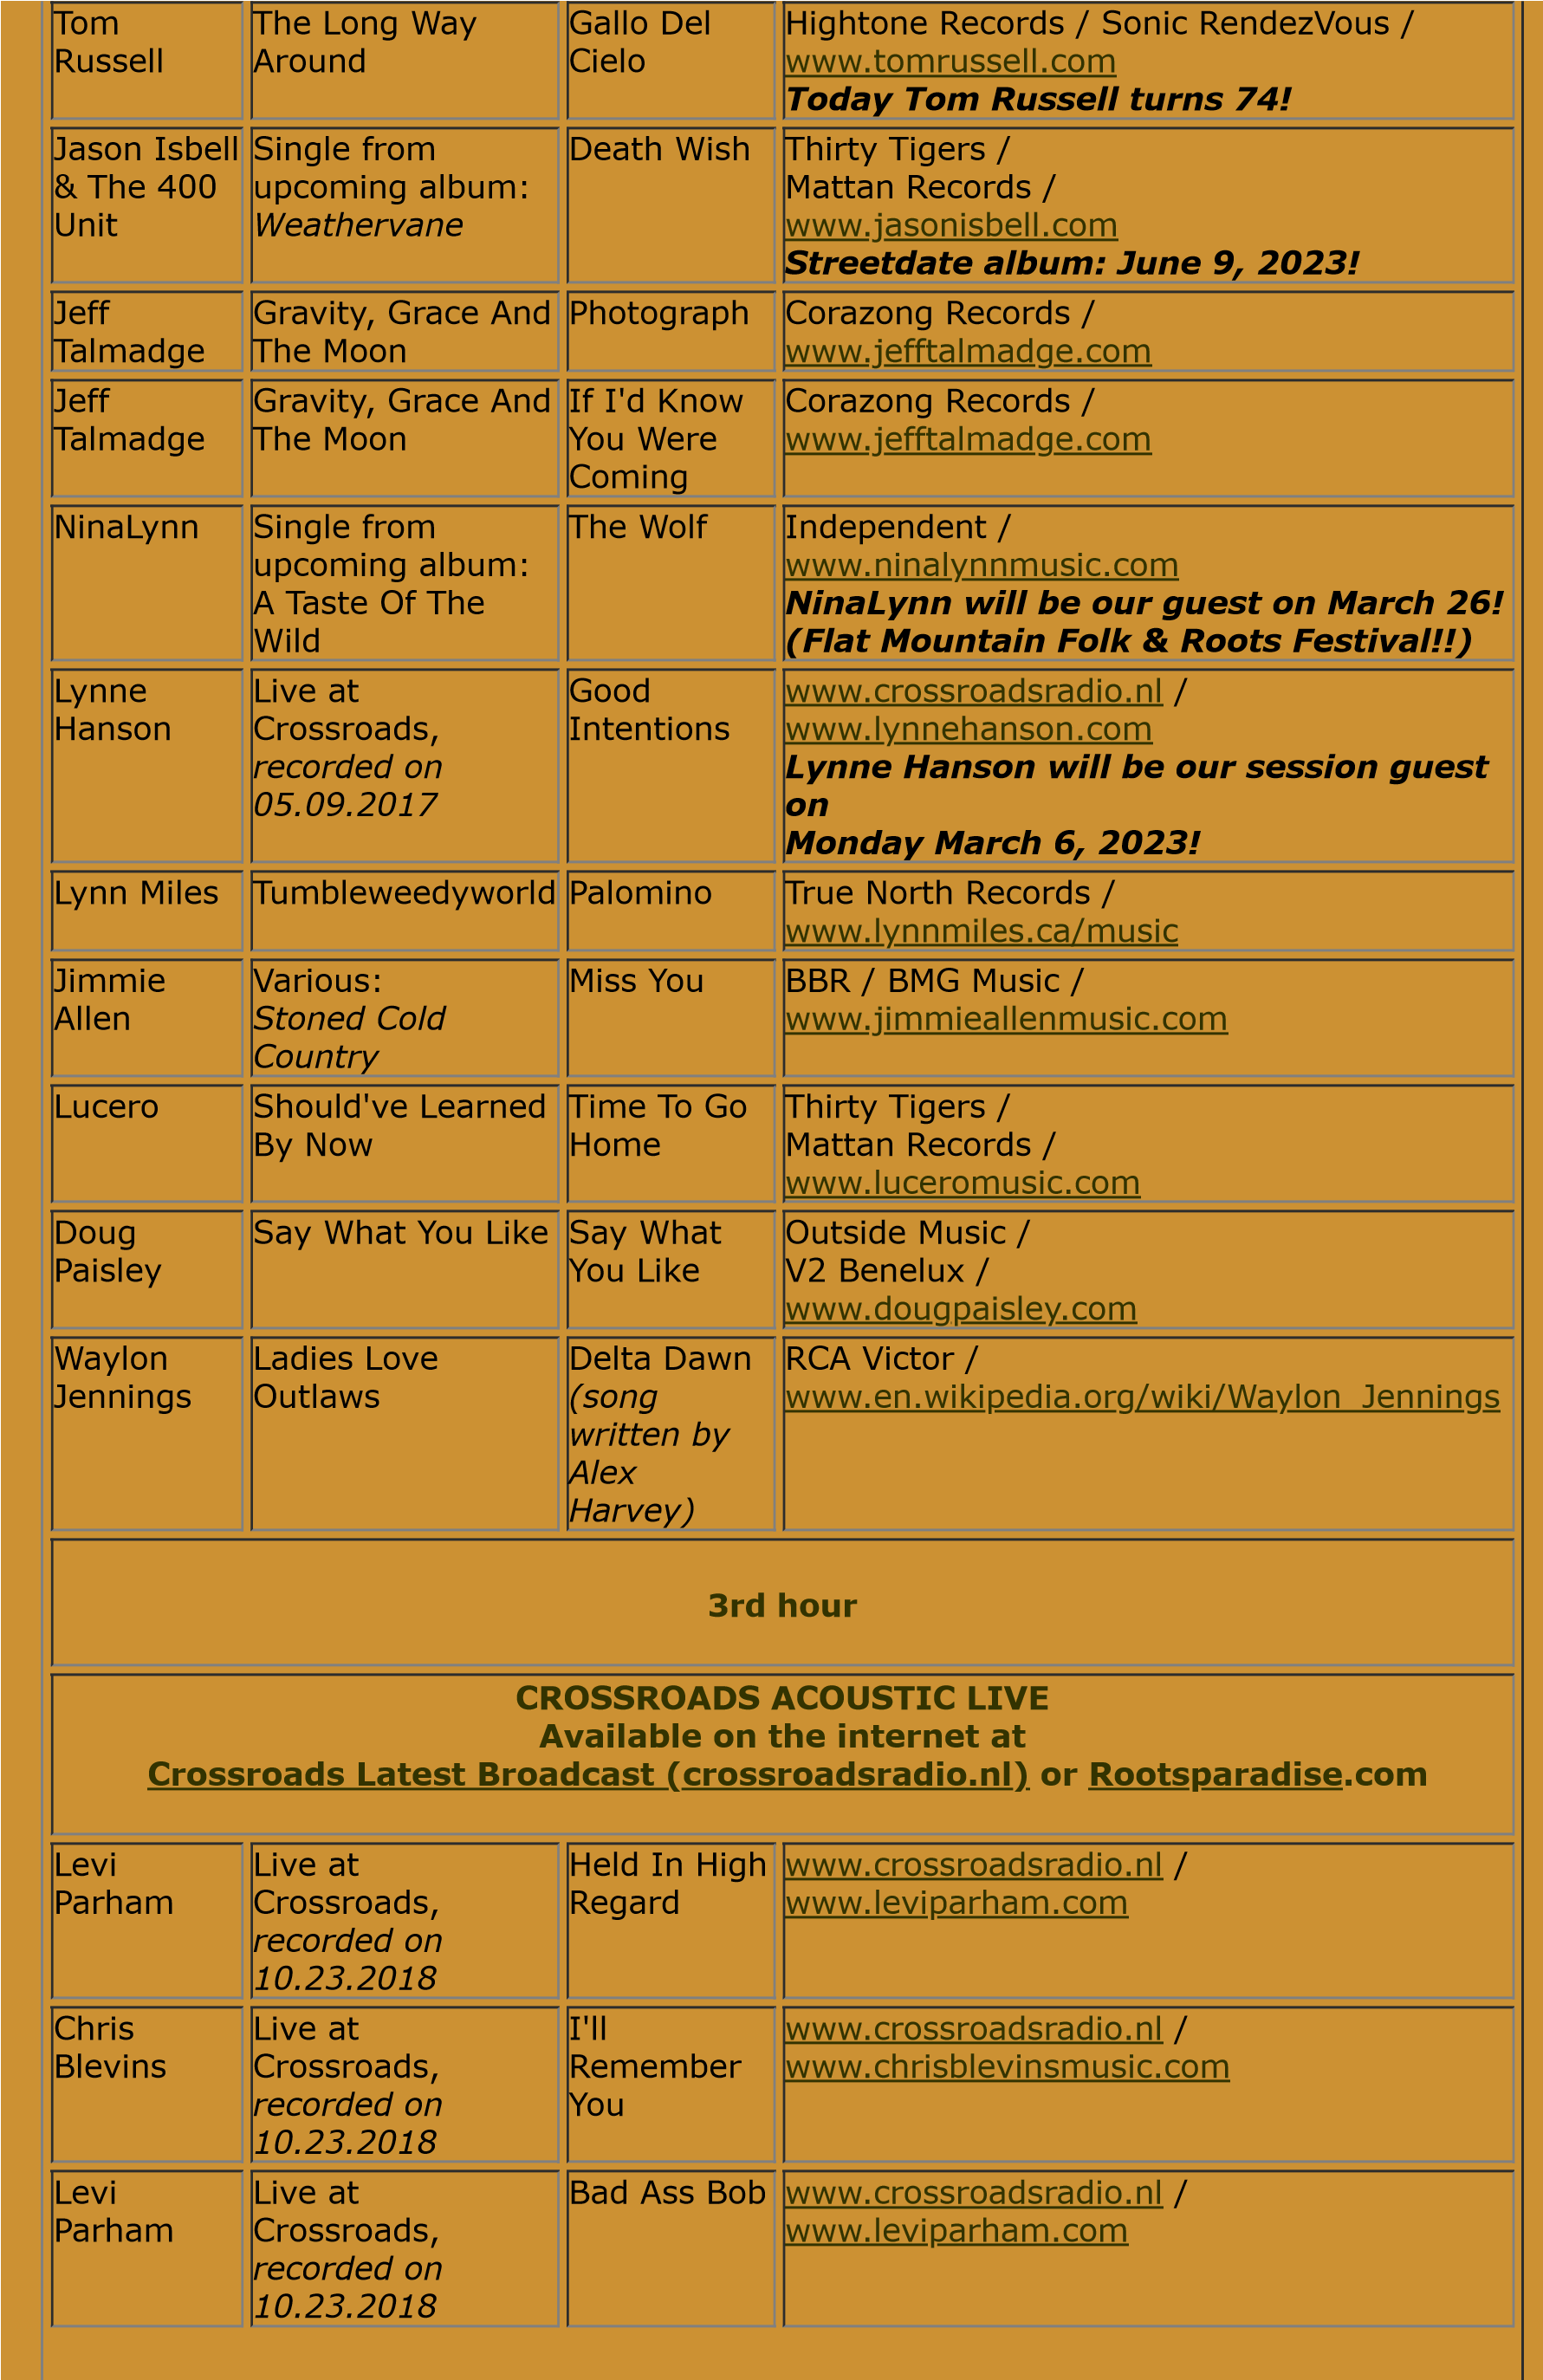 Tom
Russell
The Long Way
Around
Gallo Del
Cielo
Hightone Records / Sonic RendezVous /
www.tomrussell.com
Today Tom Russell turns 74!
Jason Isbell
& The 400
Unit
Single from
upcoming album:
Weathervane
Death Wish
Thirty Tigers /
Mattan Records /
www.jasonisbell.com
Streetdate album: June 9, 2023!
Jeff
Talmadge
Gravity, Grace And
The Moon
Photograph
Corazong Records /
www.jefftalmadge.com
Jeff
Talmadge
Gravity, Grace And
The Moon
If I'd Know
You Were
Coming
Corazong Records /
www.jefftalmadge.com
NinaLynn
Single from
upcoming album:
A Taste Of The
Wild
The Wolf
Independent /
www.ninalynnmusic.com
NinaLynn will be our guest on March 26!
(Flat Mountain Folk & Roots Festival!!)
Lynne
Hanson
Live at
Crossroads,
recorded on
05.09.2017
Good
Intentions
www.crossroadsradio.nl /
www.lynnehanson.com
Lynne Hanson will be our session guest
on
Monday March 6, 2023!
Lynn Miles
Tumbleweedyworld
Palomino
True North Records /
www.lynnmiles.ca/music
Jimmie
Allen
Various:
Stoned Cold
Country
Miss You
BBR / BMG Music /
www.jimmieallenmusic.com
Lucero
Should've Learned
By Now
Time To Go
Home
Thirty Tigers /
Mattan Records /
www.luceromusic.com
Doug
Paisley
Say What You Like
Say What
You Like
Outside Music /
V2 Benelux /
www.dougpaisley.com
Waylon
Jennings
Ladies Love
Outlaws
Delta Dawn
(song
written by
Alex
Harvey)
RCA Victor /
www.en.wikipedia.org/wiki/Waylon_Jennings
3rd hour
CROSSROADS ACOUSTIC LIVE
Available on the internet at
Crossroads Latest Broadcast (crossroadsradio.nl) or Rootsparadise.com
Levi
Parham
Live at
Crossroads,
recorded on
10.23.2018
Held In High
Regard
www.crossroadsradio.nl /
www.leviparham.com
Chris
Blevins
Live at
Crossroads,
recorded on
10.23.2018
I'll
Remember
You
www.crossroadsradio.nl /
www.chrisblevinsmusic.com
Levi
Parham
Live at
Crossroads,
recorded on
10.23.2018
Bad Ass Bob
www.crossroadsradio.nl /
www.leviparham.com